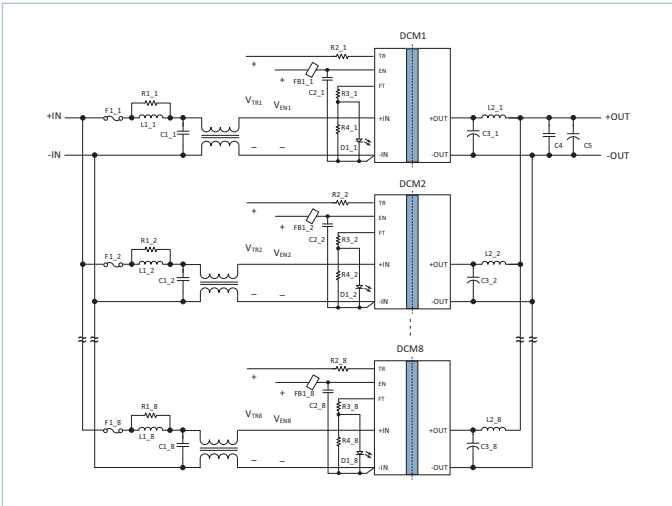 DCM1
R2_1
TR
EN
FT
FB1_1
C2_1
R3_1
R4_1
D1_1
+IN
-IN
+OUT
-OUT
+
+
VTR1
VEN1
–
–
+IN
-IN
F1_1
R1_1
L1_1
C1_1
L2_1
C3_1
C4
C5
+OUT
-OUT
DCM2
R2_2
TR
EN
FT
FB1_2
C2_2
R3_2
R4_2
D1_2
+IN
-IN
+OUT
-OUT
+
+
VTR2
VEN2
–
–
F1_2
R1_2
L1_2
C1_2
L2_2
C3_2
≈
≈
≈
≈
DCM8
R2_8
TR
EN
FT
FB1_8
C2_8
R3_8
R4_8
D1_8
+IN
-IN
+OUT
-OUT
+
+
VTR8
VEN8
–
–
F1_8
R1_8
L1_8
C1_8
L2_8
C3_8